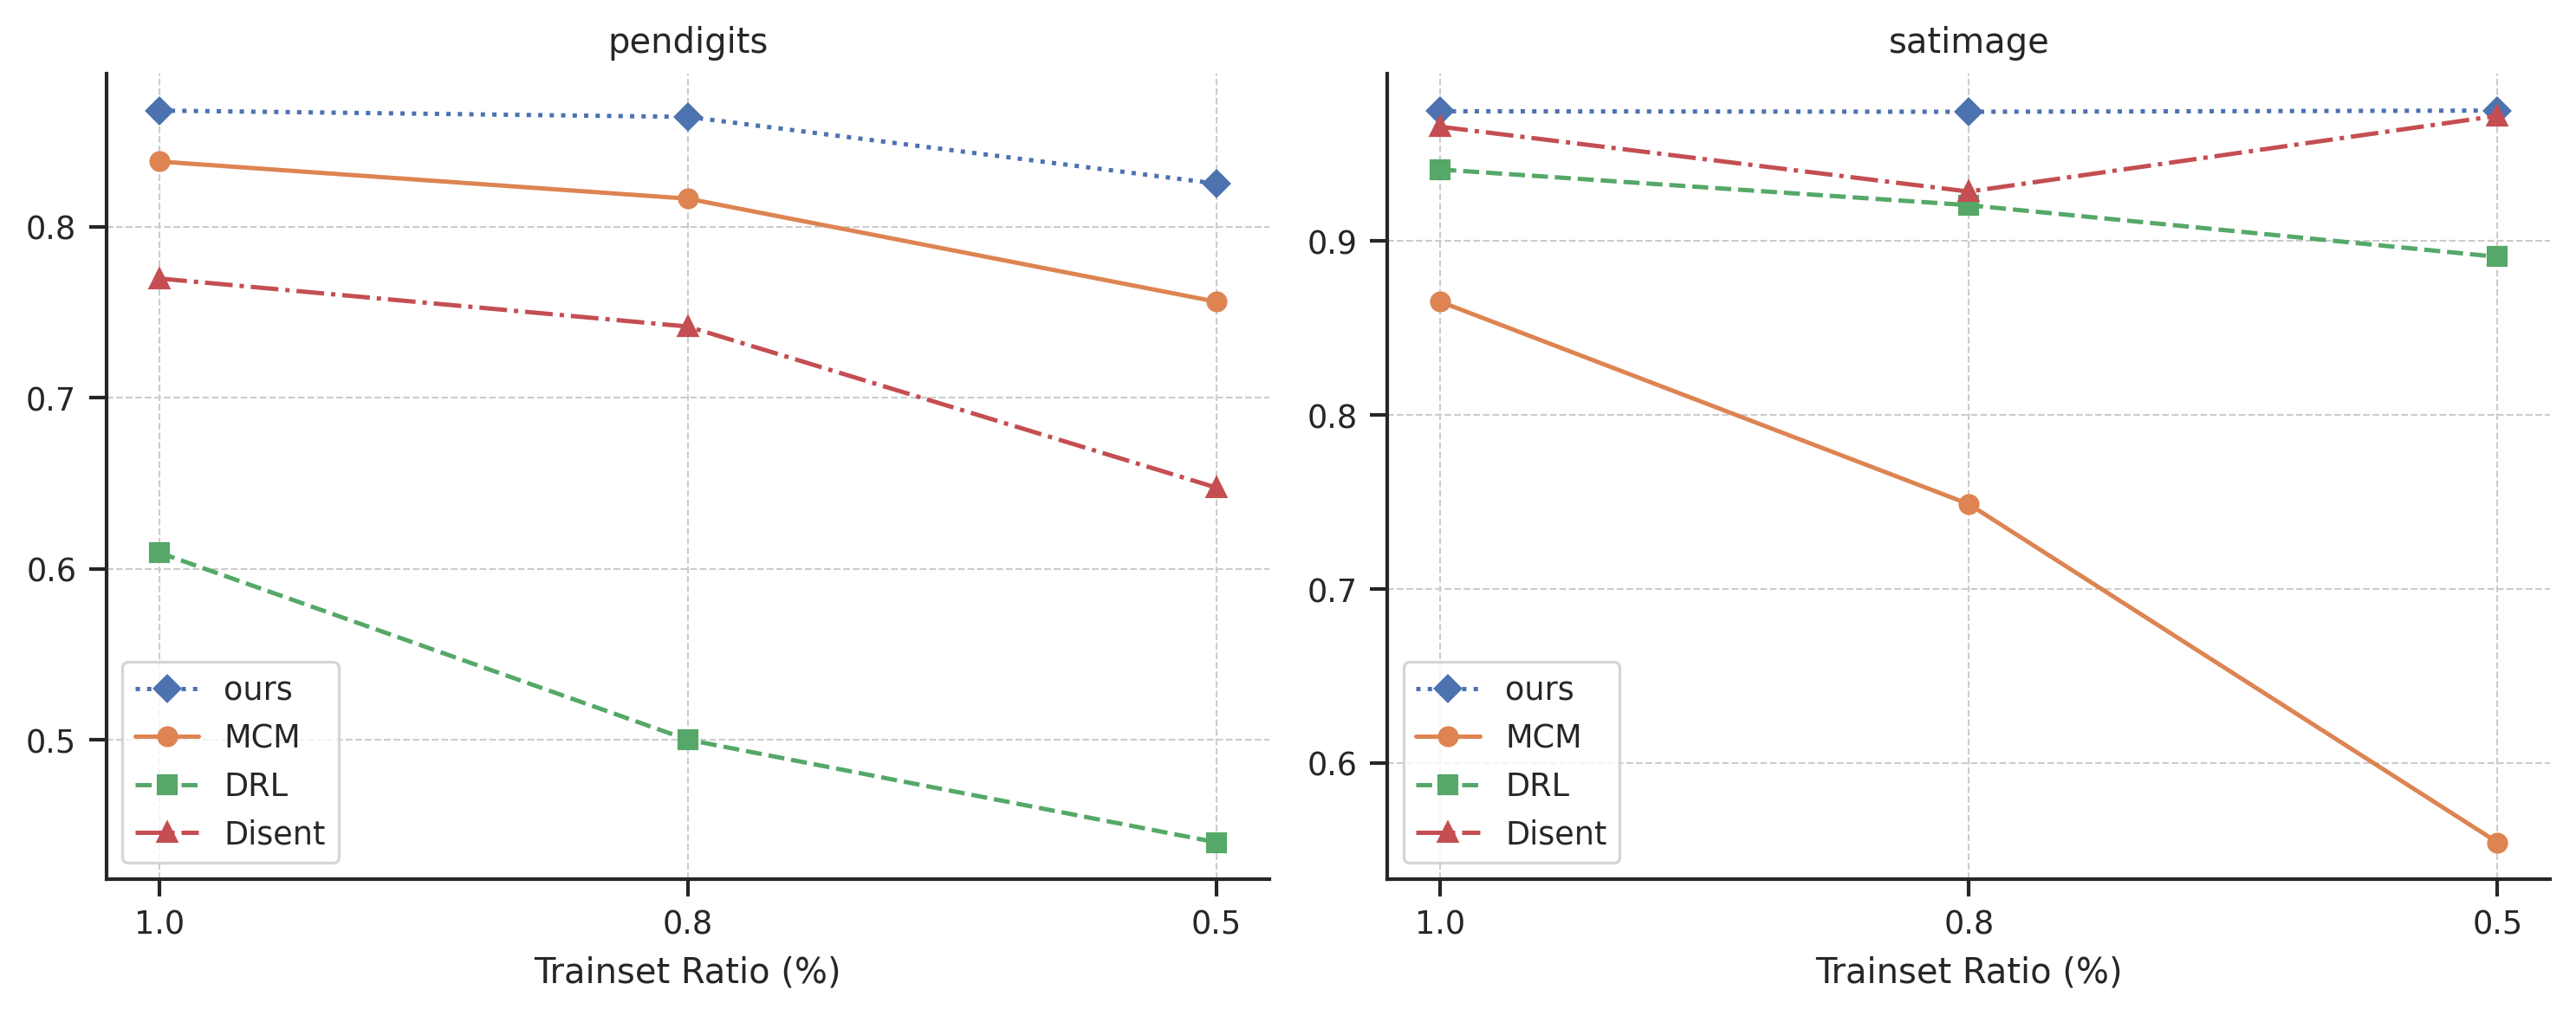 pendigits
0.8
0.7
0.6
0.5
ours
MCM
DRL
Disent
1.0
0.8
0.5
Trainset Ratio (%)
satimage
0.9
0.8
0.7
0.6
ours
MCM
DRL
Disent
1.0
0.8
0.5
Trainset Ratio (%)